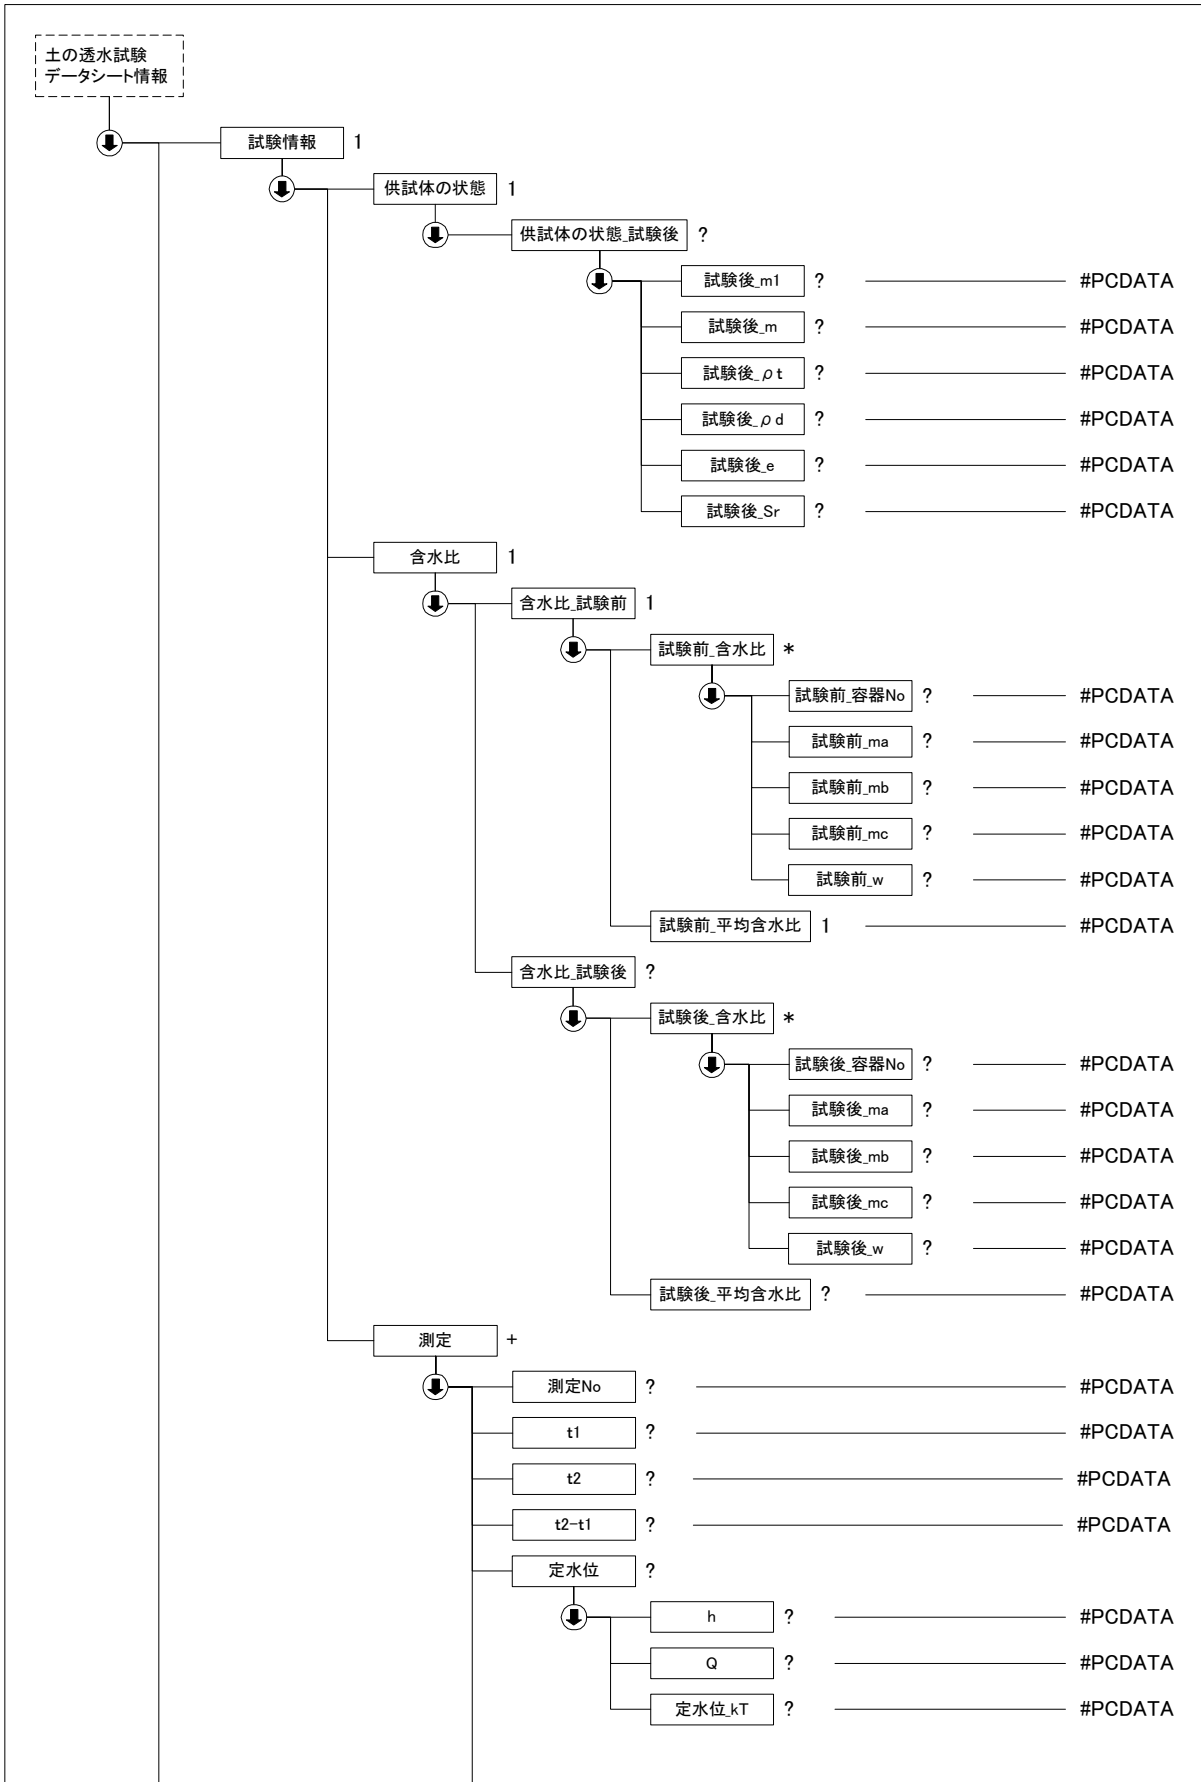 土の透水試験
データシート情報
試験情報 1
供試体の状態 1
供試体の状態_試験後 ?
試験後_m1 ? #PCDATA
試験後_m ? #PCDATA
試験後_ρt ? #PCDATA
試験後_ρd ? #PCDATA
試験後_e ? #PCDATA
試験後_Sr ? #PCDATA
含水比 1
含水比_試験前 1
試験前_含水比 *
試験前_容器No ? #PCDATA
試験前_ma ? #PCDATA
試験前_mb ? #PCDATA
試験前_mc ? #PCDATA
試験前_w ? #PCDATA
試験前_平均含水比 1 #PCDATA
含水比_試験後 ?
試験後_含水比 *
試験後_容器No ? #PCDATA
試験後_ma ? #PCDATA
試験後_mb ? #PCDATA
試験後_mc ? #PCDATA
試験後_w ? #PCDATA
試験後_平均含水比 ? #PCDATA
測定 +
測定No ? #PCDATA
t1 ? #PCDATA
t2 ? #PCDATA
t2-t1 ? #PCDATA
定水位 ?
h ? #PCDATA
Q ? #PCDATA
定水位_kT ? #PCDATA